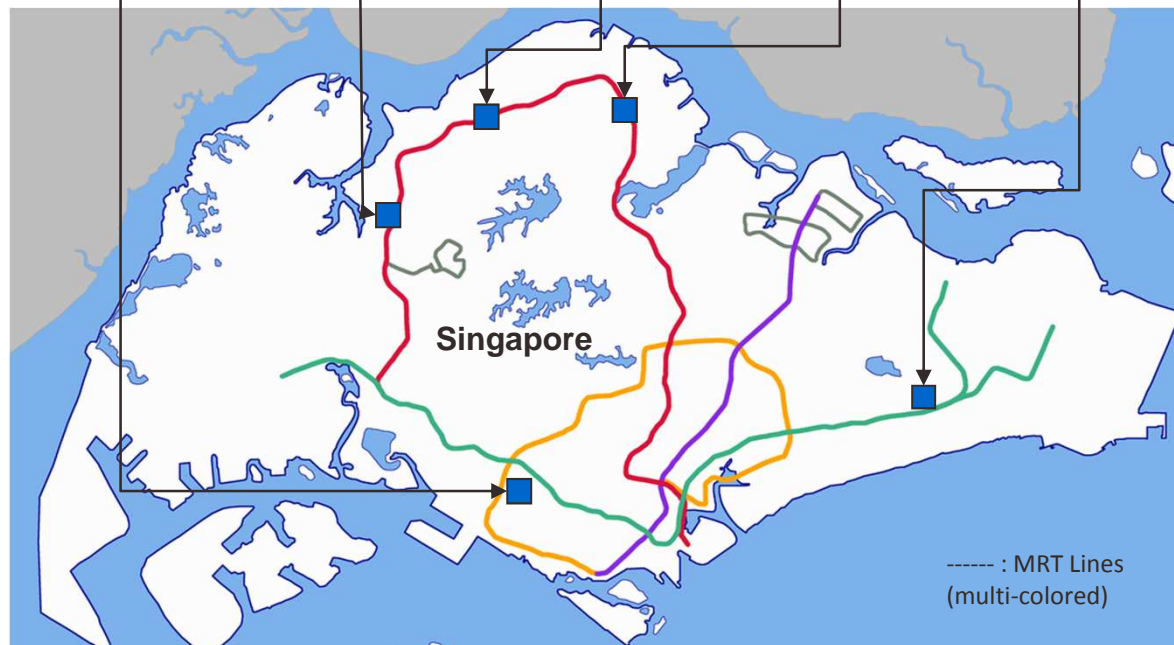 Singapore
------ : MRT Lines
(multi-colored)